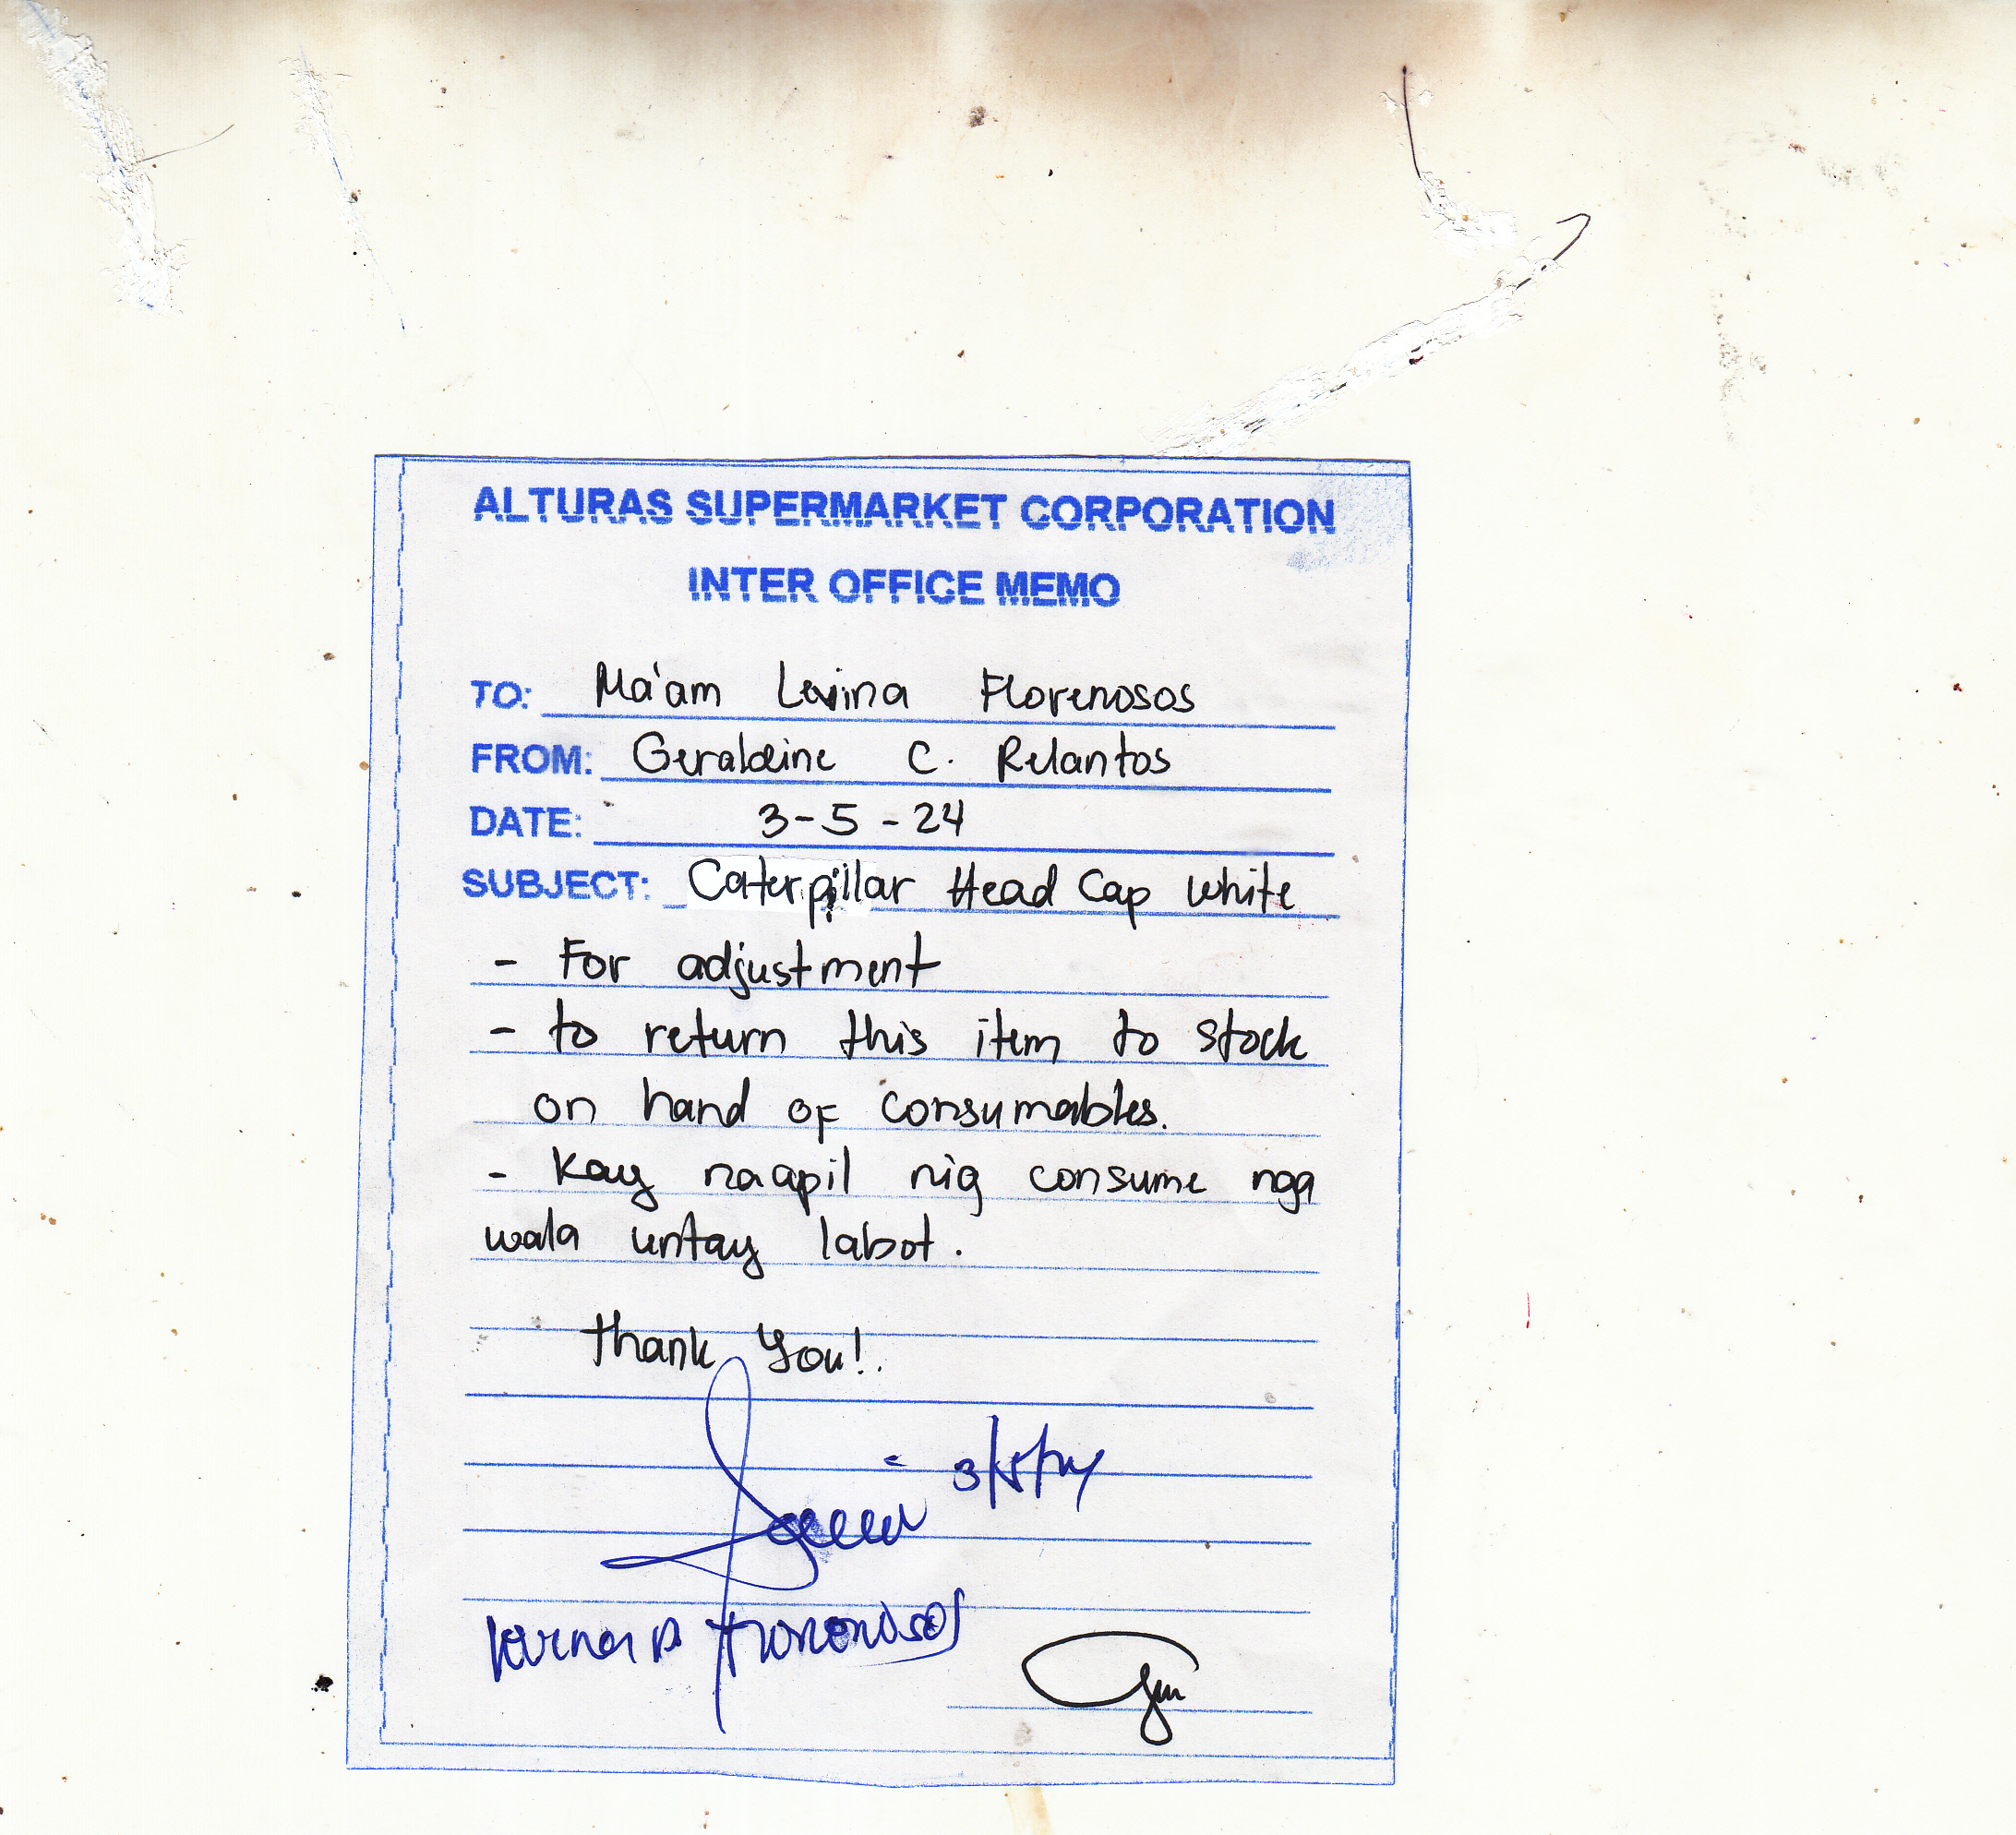 ALTURAS SUPERMARKET CORPORATION
INTER OFFICE MEMO
TO: Ma'am Levina Florenosos
FROM: Geraldine C. Relantos
DATE: 3-5-24
SUBJECT: Caterpillar Head Cap White
- For adjustment
- to return this item to stock
on hand of consumables.
- Kay naapil nig consume nga
wala untay labot.
Thank You!.
3/5/24
Florenosos